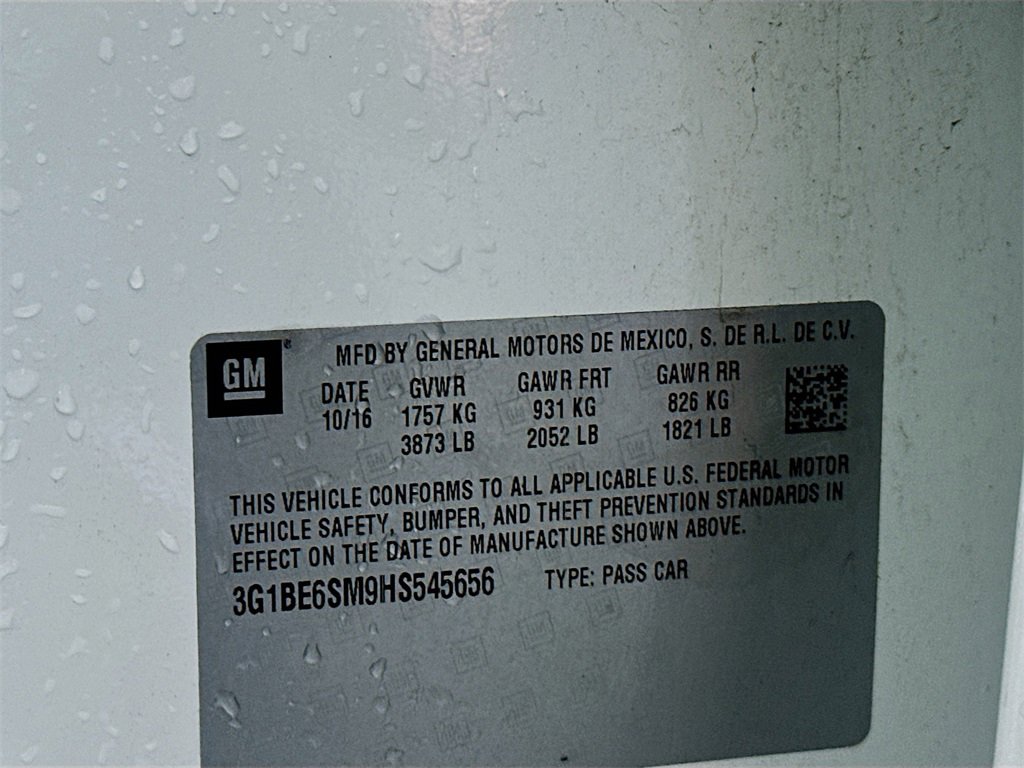 GM®
MFD BY GENERAL MOTORS DE MEXICO, S. DE R.L. DE C.V.
DATE GVWR GAWR FRT GAWR RR
10/16 1757 KG 931 KG 826 KG
3873 LB 2052 LB 1821 LB
THIS VEHICLE CONFORMS TO ALL APPLICABLE U.S. FEDERAL MOTOR
VEHICLE SAFETY, BUMPER, AND THEFT PREVENTION STANDARDS IN
EFFECT ON THE DATE OF MANUFACTURE SHOWN ABOVE.
3G1BE6SM9HS545656 TYPE: PASS CAR